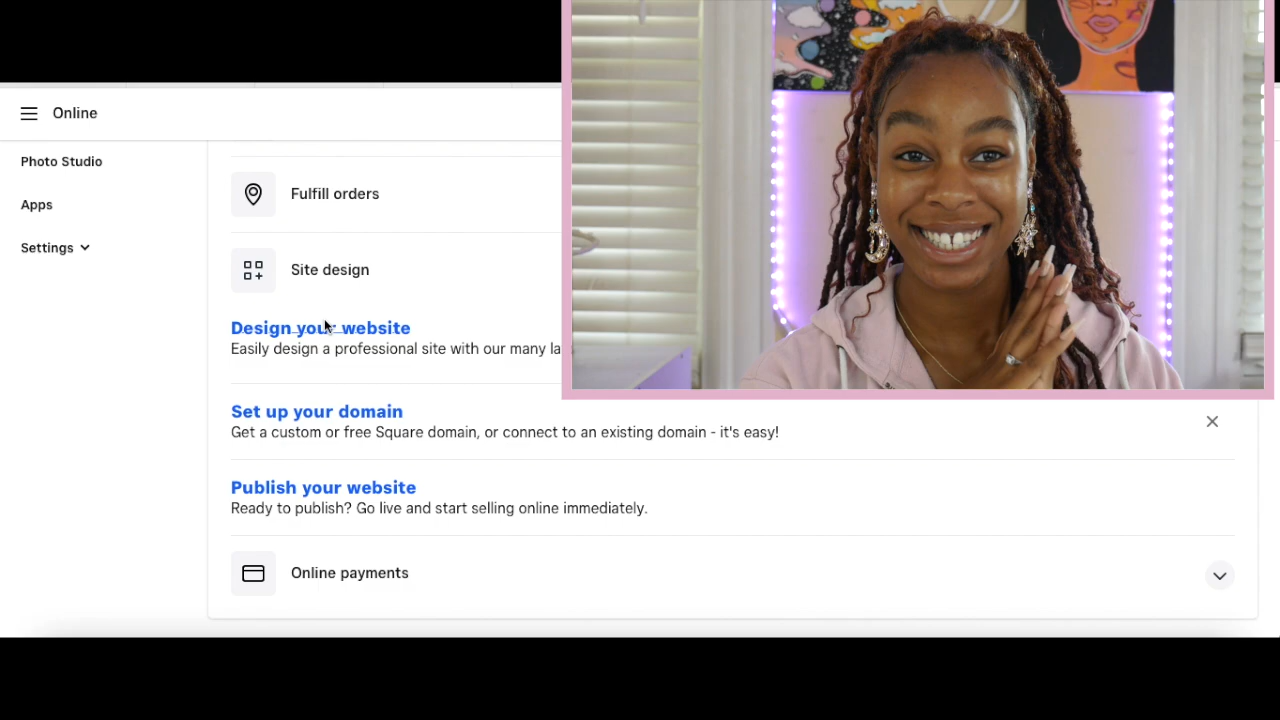 Online
Photo Studio
Apps
Settings
Fulfill orders
Site design
Design your website
Easily design a professional site with our many la
Set up your domain
Get a custom or free Square domain, or connect to an existing domain - it's easy!
Publish your website
Ready to publish? Go live and start selling online immediately.
Online payments